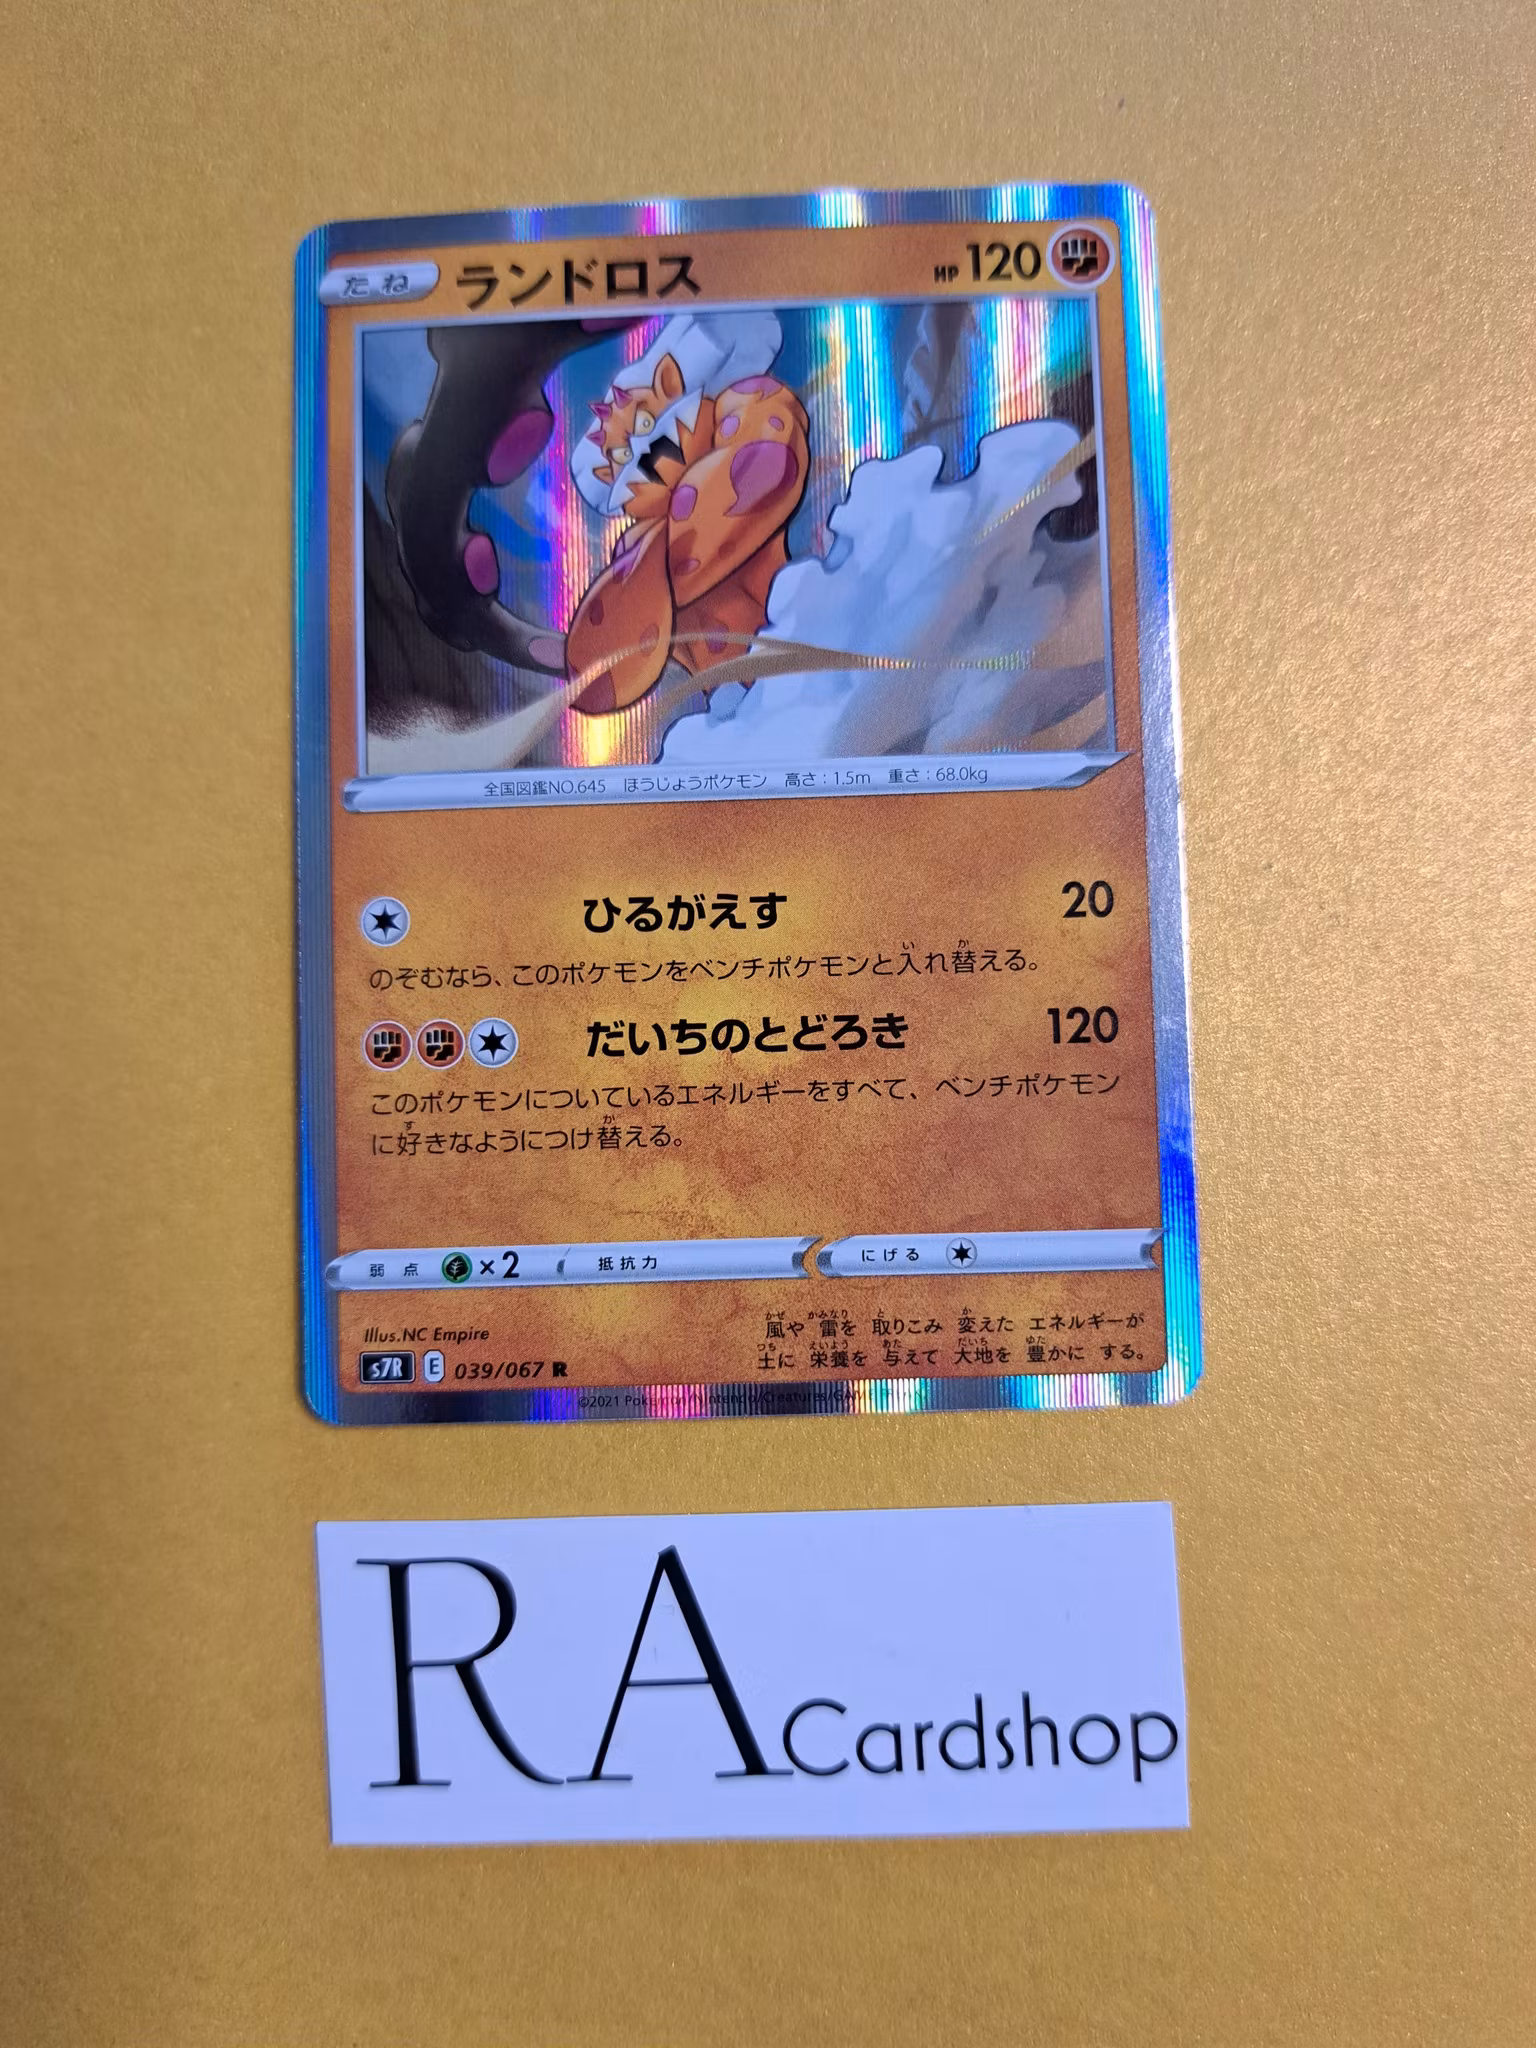 たね ランドロス HP 120
全国図鑑NO.645 ほうじょうポケモン 高さ：1.5m 重さ：68.0kg
ひるがえす 20
のぞむなら、このポケモンをベンチポケモンと入れ替える。
だいちのとどろき 120
このポケモンについているエネルギーをすべて、ベンチポケモン
に好きなようにつけ替える。
弱点 ×2 抵抗力 にげる
Illus.NC Empire
s7R E 039/067 R
風や 雷を 取りこみ 変えた エネルギーが
土に 栄養を 与えて 大地を 豊かに する。
©2021 Pokémon/Nintendo/Creatures/GAME FREAK
RA Cardshop